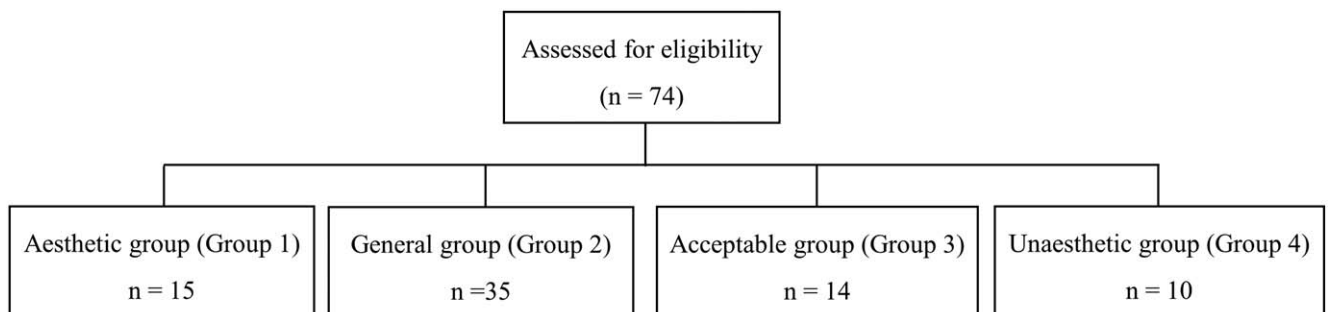 Assessed for eligibility
(n = 74)
Aesthetic group (Group 1)
n = 15
General group (Group 2)
n =35
Acceptable group (Group 3)
n = 14
Unaesthetic group (Group 4)
n = 10